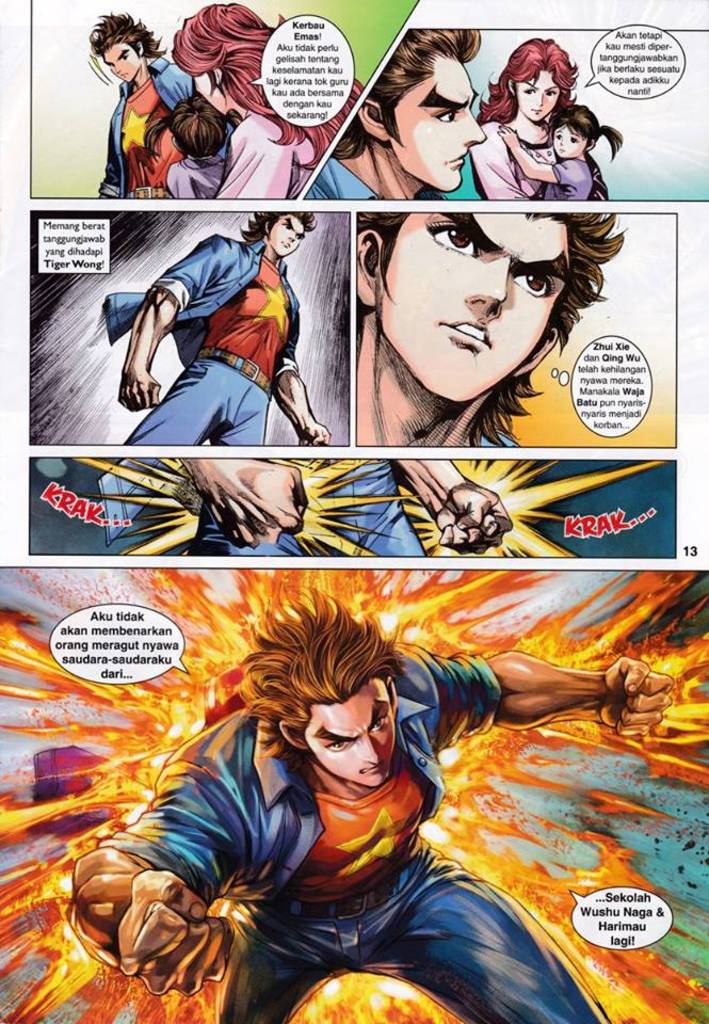 Kerbau
Emas!
Aku tidak perlu
gelisah tentang
keselamatan kau
lagi kerana tok guru
kau ada bersama
dengan kau
sekarang!
Akan tetapi
kau mesti diper-
tanggungjawabkan
jika berlaku sesuatu
kepada adikku
nanti!
Memang berat
tanggungjawab
yang dihadapi
Tiger Wong!
Zhui Xie
dan Qing Wu
telah kehilangan
nyawa mereka.
Manakala Waja
Batu pun nyaris-
nyaris menjadi
korban...
KRAK...
KRAK...
13
Aku tidak
akan membenarkan
orang meragut nyawa
saudara-saudaraku
dari...
...Sekolah
Wushu Naga &
Harimau
lagi!